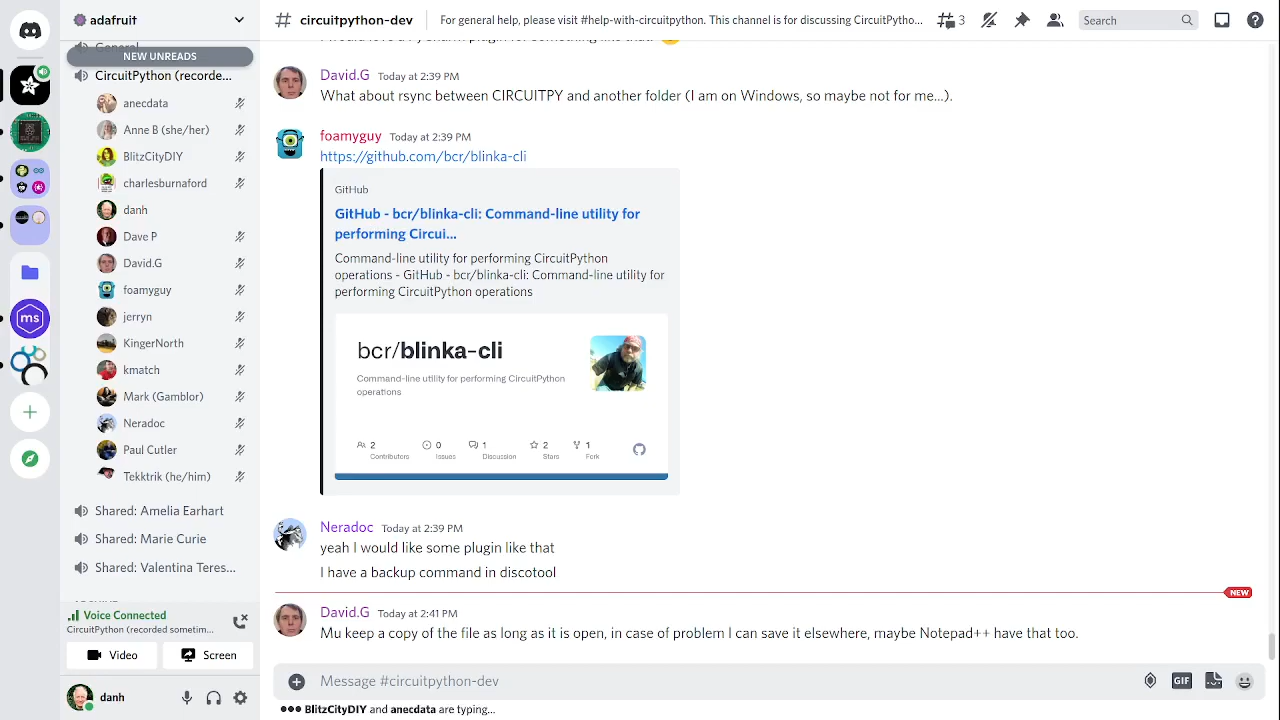 adafruit
General
NEW UNREADS
CircuitPython (recorde...
anecdata
Anne B (she/her)
BlitzCityDIY
charlesburnaford
danh
Dave P
David.G
foamyguy
jerryn
KingerNorth
kmatch
Mark (Gamblor)
Neradoc
Paul Cutler
Tekktrik (he/him)
Shared: Amelia Earhart
Shared: Marie Curie
Shared: Valentina Teres...
Voice Connected
CircuitPython (recorded sometim...
Video
Screen
danh
ms
# circuitpython-dev
For general help, please visit #help-with-circuitpython. This channel is for discussing CircuitPytho...
3
Search
David.G Today at 2:39 PM
What about rsync between CIRCUITPY and another folder (I am on Windows, so maybe not for me...).
foamyguy Today at 2:39 PM
https://github.com/bcr/blinka-cli
GitHub
GitHub - bcr/blinka-cli: Command-line utility for
performing Circui...
Command-line utility for performing CircuitPython
operations - GitHub - bcr/blinka-cli: Command-line utility for
performing CircuitPython operations
bcr/blinka-cli
Command-line utility for performing CircuitPython
operations
2 0 1 2 1
Contributors Issues Discussion Stars Fork
Neradoc Today at 2:39 PM
yeah I would like some plugin like that
I have a backup command in discotool
NEW
David.G Today at 2:41 PM
Mu keep a copy of the file as long as it is open, in case of problem I can save it elsewhere, maybe Notepad++ have that too.
Message #circuitpython-dev
GIF
BlitzCityDIY and anecdata are typing...